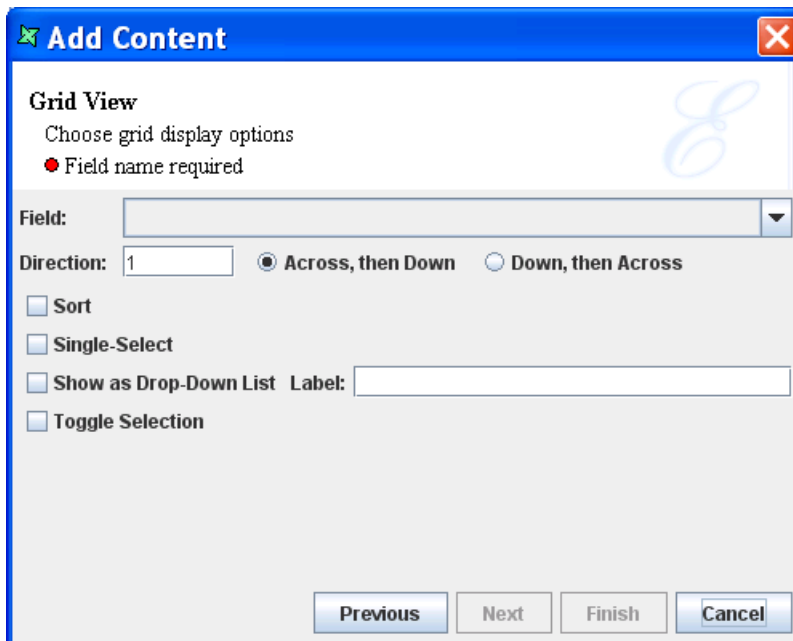 Add Content
Grid View
Choose grid display options
Field name required
Field:
Direction: 1 Across, then Down Down, then Across
Sort
Single-Select
Show as Drop-Down List Label:
Toggle Selection
Previous Next Finish Cancel